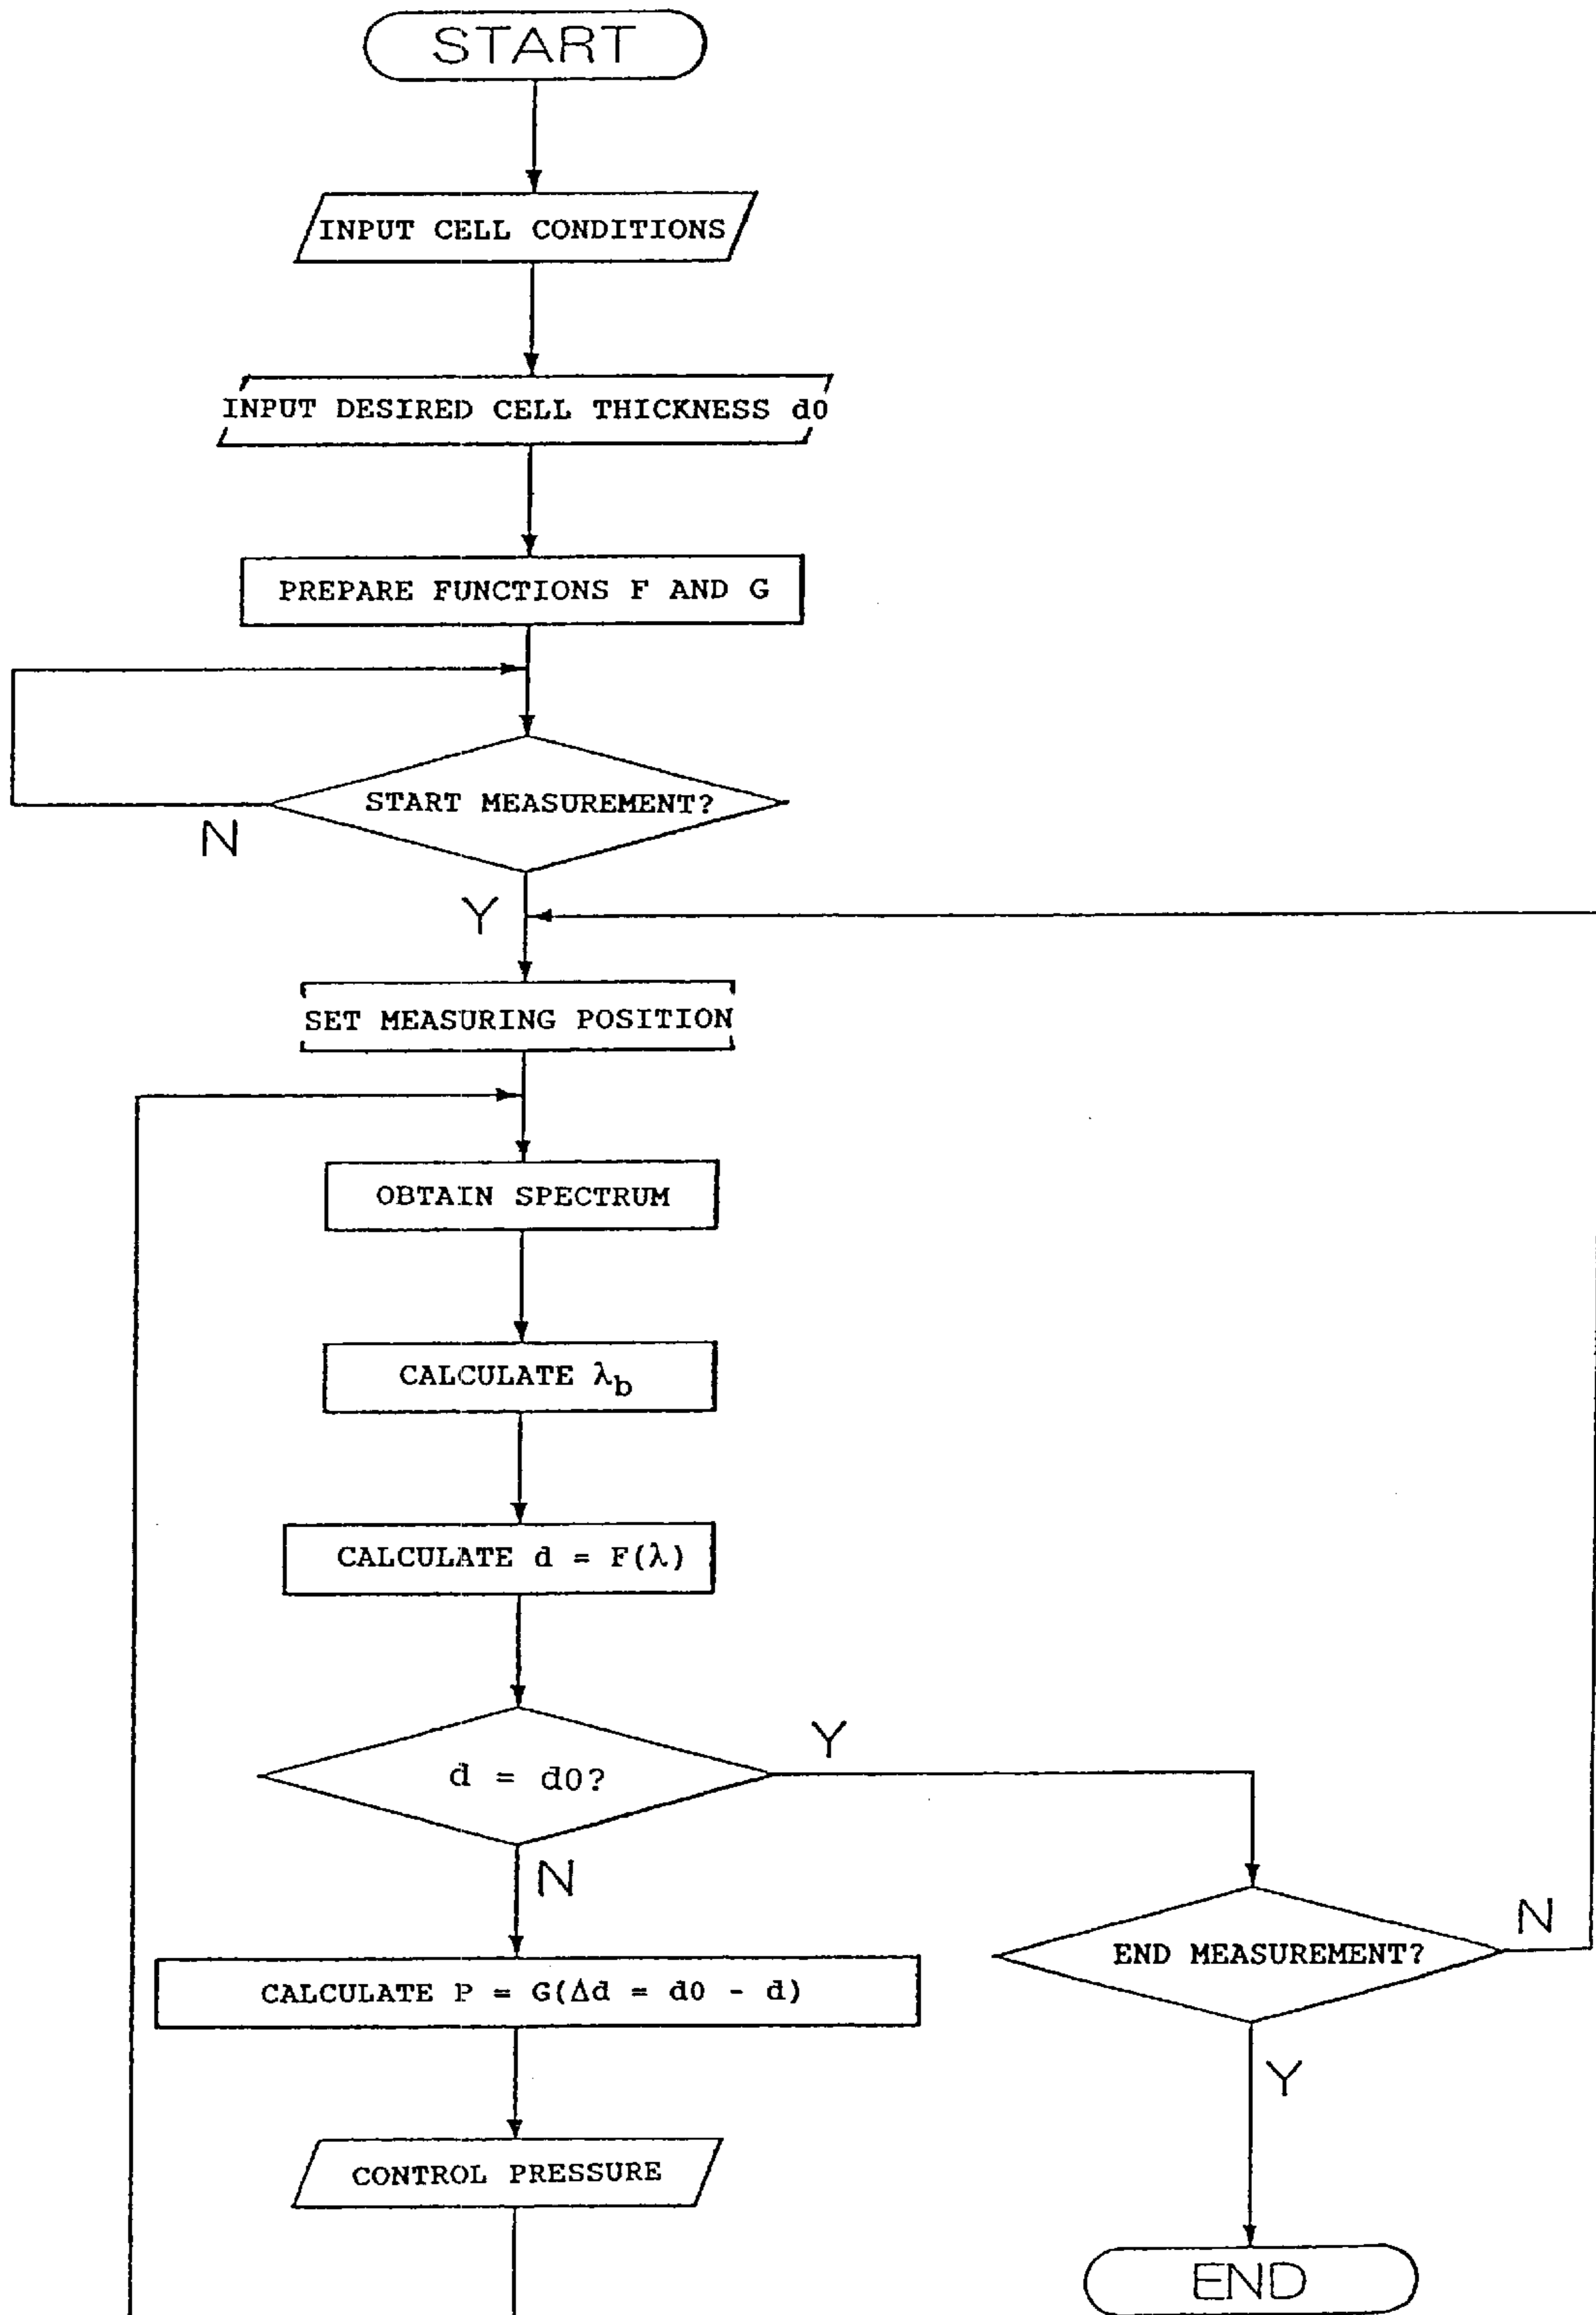 START
INPUT CELL CONDITIONS
INPUT DESIRED CELL THICKNESS d0
PREPARE FUNCTIONS F AND G
START MEASUREMENT?
N
Y
SET MEASURING POSITION
OBTAIN SPECTRUM
CALCULATE λb
CALCULATE d = F(λ)
d = d0?
Y
N
CALCULATE P = G(Δd = d0 - d)
CONTROL PRESSURE
END MEASUREMENT?
N
Y
END